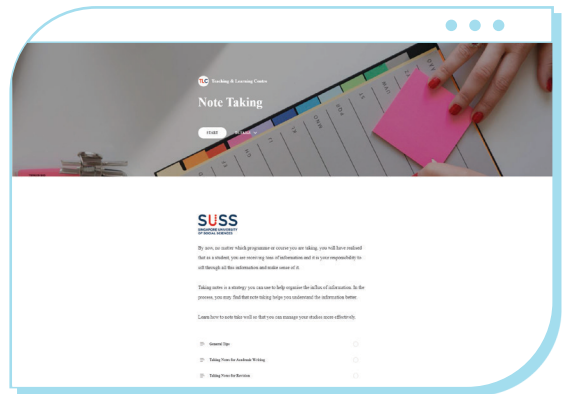 TLC Teaching & Learning Centre
Note Taking
START
DETAILS
SUSS
SINGAPORE UNIVERSITY
OF SOCIAL SCIENCES
By now, no matter which programme or course you are taking, you will have realised
that as a student, you are receiving tons of information and it is your responsibility to
sift through all this information and make sense of it.
Taking notes is a strategy you can use to help organise the influx of information. In the
process, you may find that note taking helps you understand the information better.
Learn how to note take well so that you can manage your studies more effectively.
General Tips
Taking Notes for Academic Writing
Taking Notes for Revision